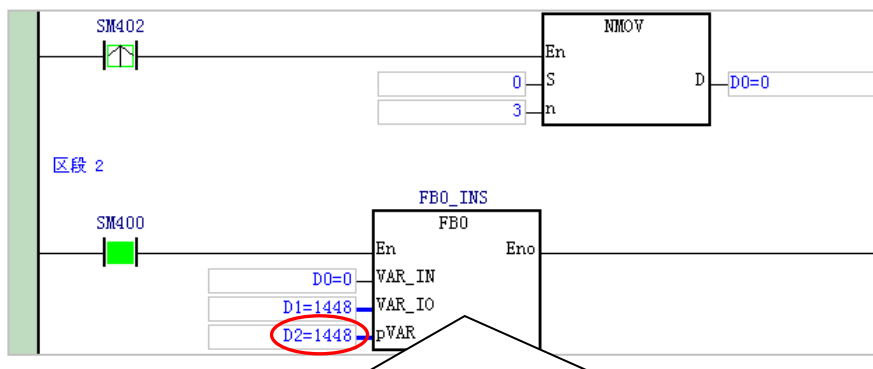 SM402
NMOV
En
0 S D D0=0
3 n
区段 2
FB0_INS
SM400 FB0
En Eno
D0=0 VAR_IN
D1=1448 VAR_IO
D2=1448 pVAR